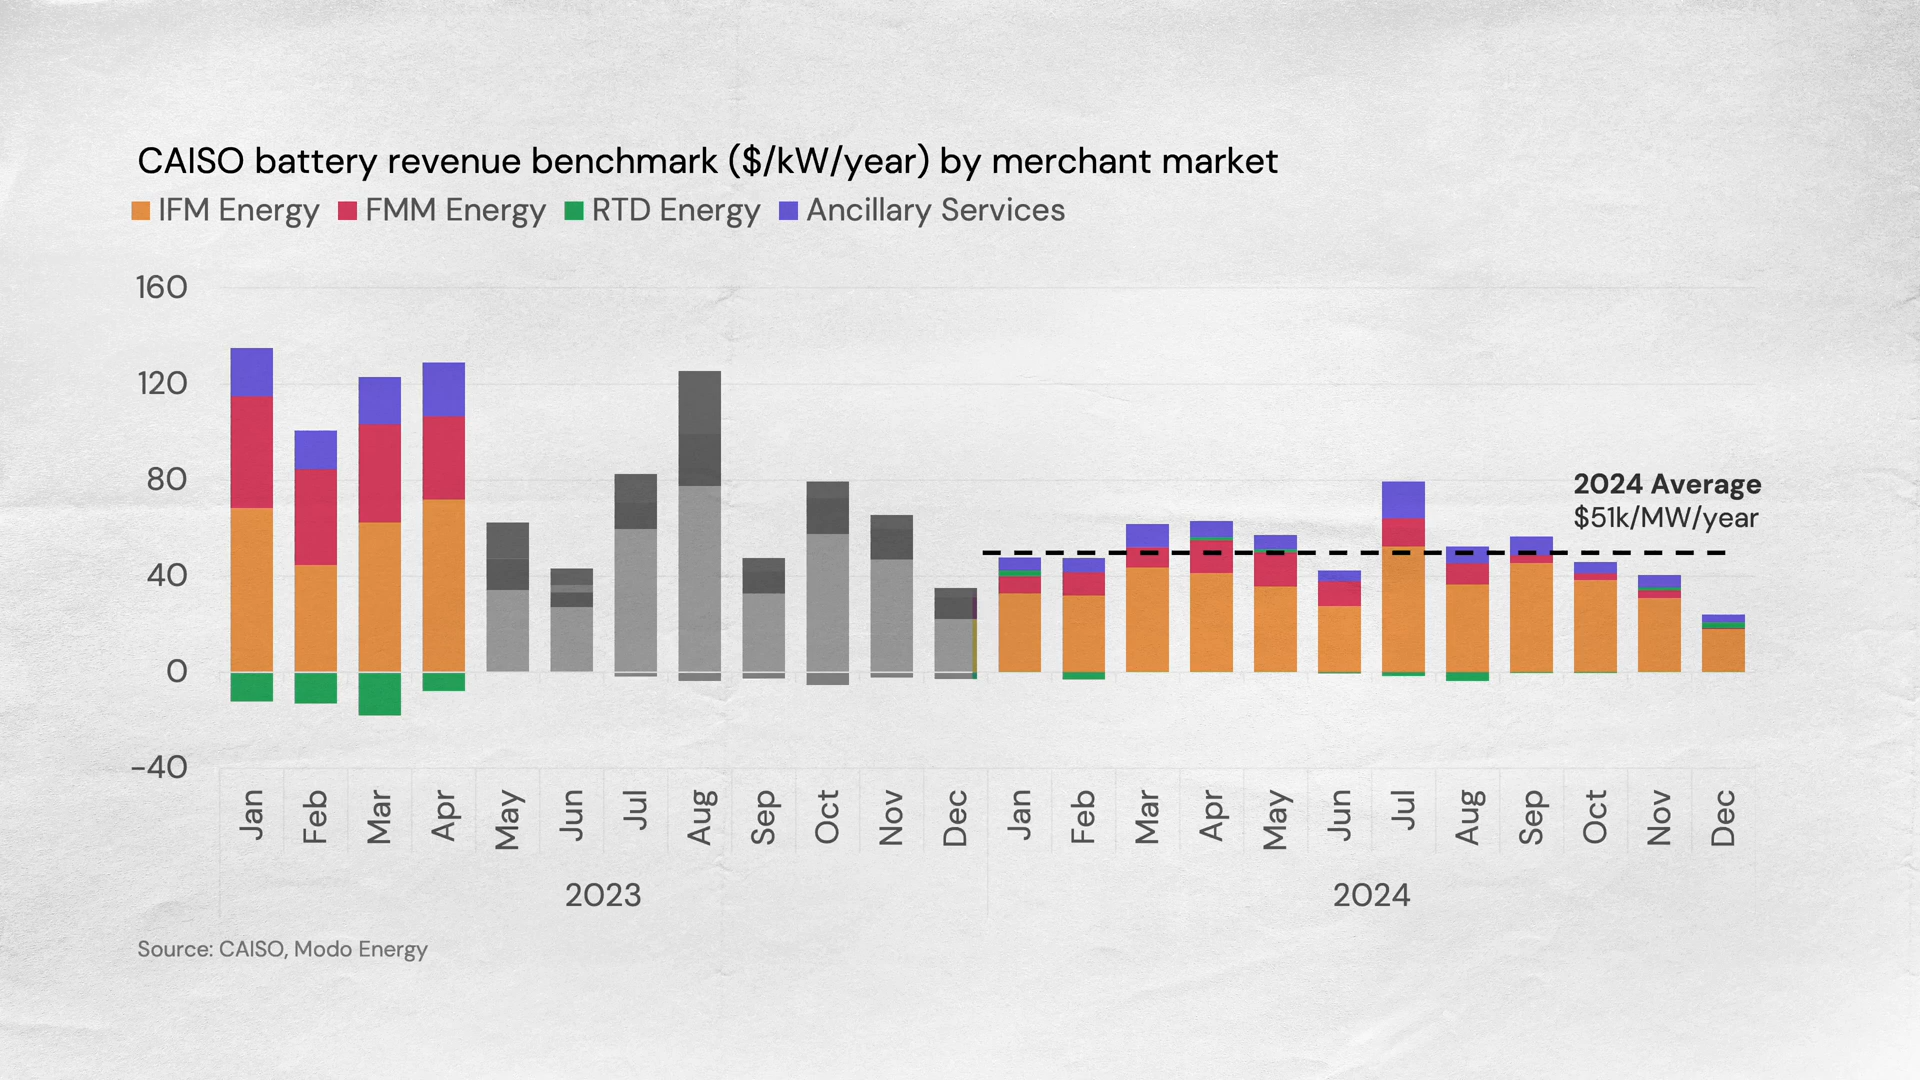 CAISO battery revenue benchmark ($/kW/year) by merchant market
IFM Energy FMM Energy RTD Energy Ancillary Services
160
120
80
40
0
-40
2024 Average
$51k/MW/year
Jan Feb Mar Apr May Jun Jul Aug Sep Oct Nov Dec Jan Feb Mar Apr May Jun Jul Aug Sep Oct Nov Dec
2023 2024
Source: CAISO, Modo Energy